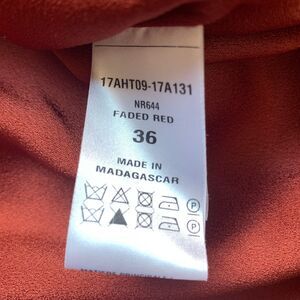 17AHT09-17A131
NR644
FADED RED
36
MADE IN
MADAGASCAR
P
P